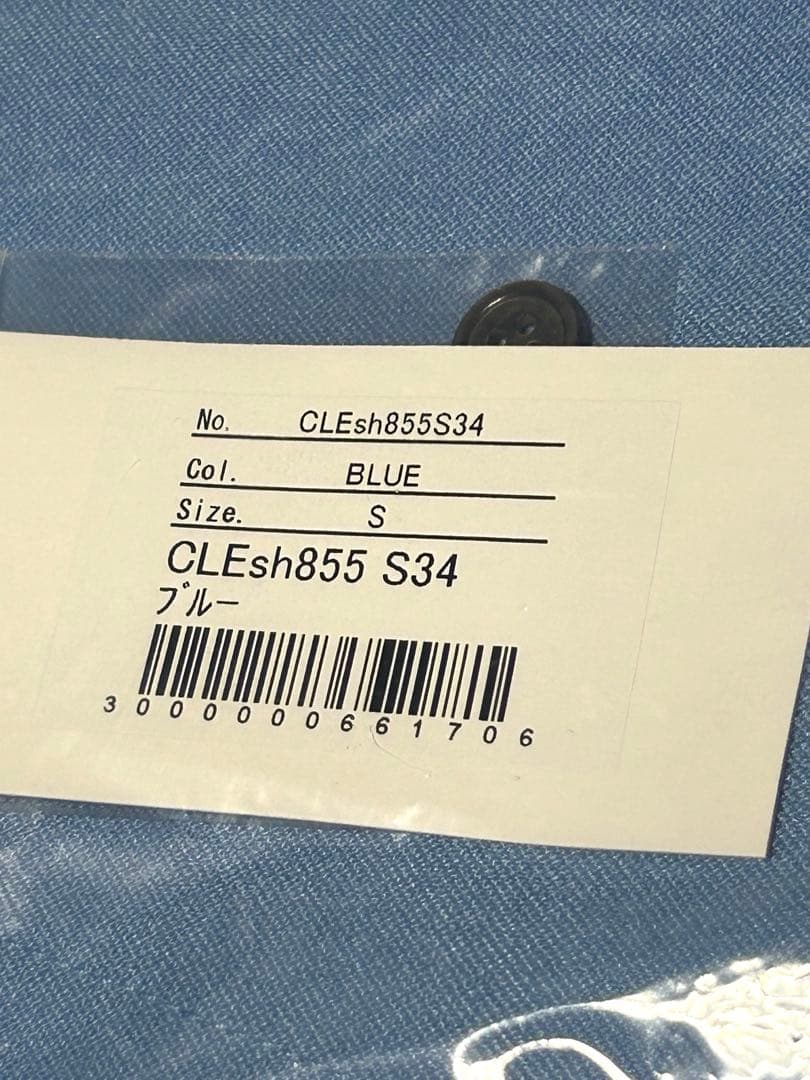 No. CLEsh855S34
Col. BLUE
Size. S
CLEsh855 S34
ブルー
3000000661706